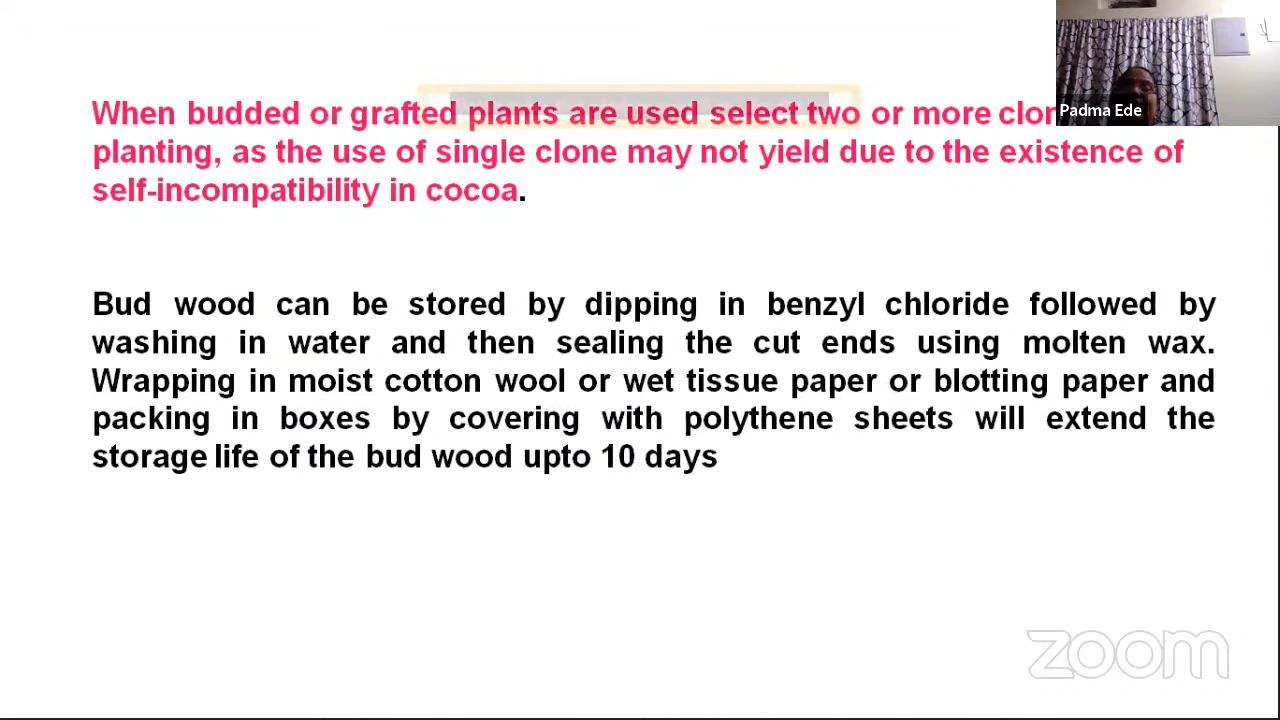 When budded or grafted plants are used select two or more
planting, as the use of single clone may not yield due to the existence of
self-incompatibility in cocoa.
Bud wood can be stored by dipping in benzyl chloride followed by
washing in water and then sealing the cut ends using molten wax.
Wrapping in moist cotton wool or wet tissue paper or blotting paper and
packing in boxes by covering with polythene sheets will extend the
storage life of the bud wood upto 10 days
Padma Ede
zoom